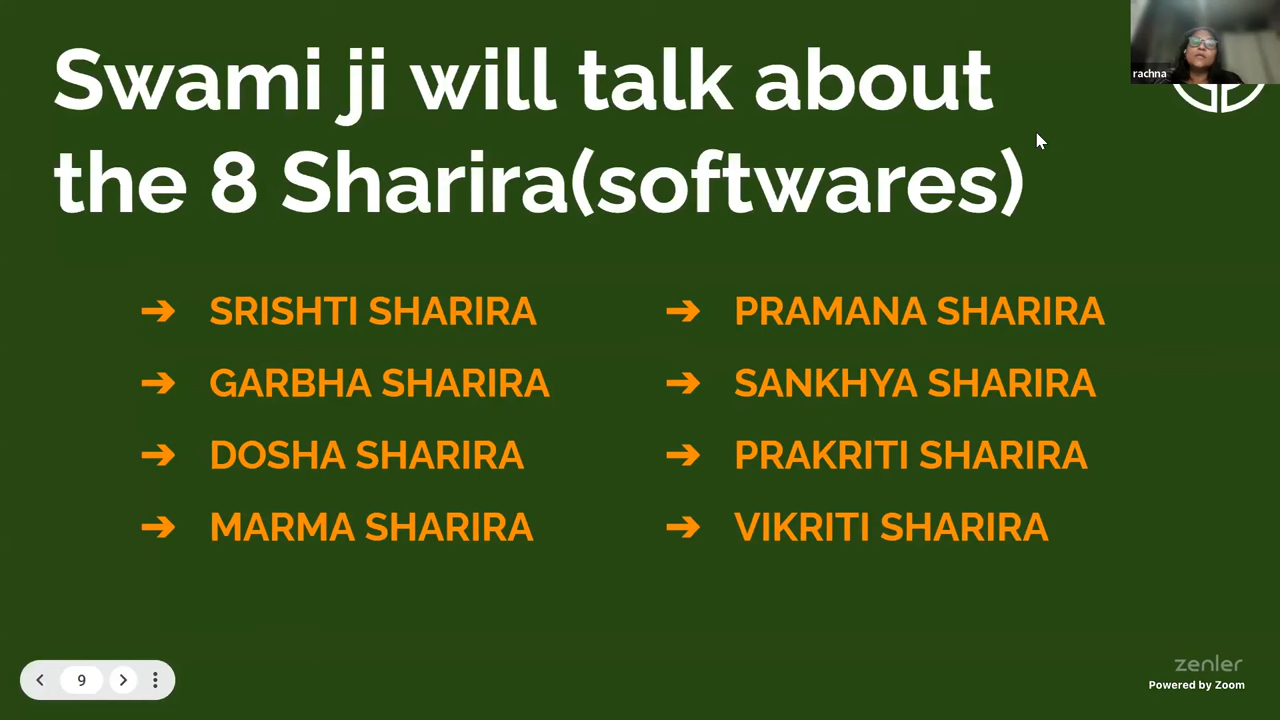 Swami ji will talk about
the 8 Sharira(softwares)
rachna
➔ SRISHTI SHARIRA
➔ GARBHA SHARIRA
➔ DOSHA SHARIRA
➔ MARMA SHARIRA
➔ PRAMANA SHARIRA
➔ SANKHYA SHARIRA
➔ PRAKRITI SHARIRA
➔ VIKRITI SHARIRA
9
zenler
Powered by Zoom